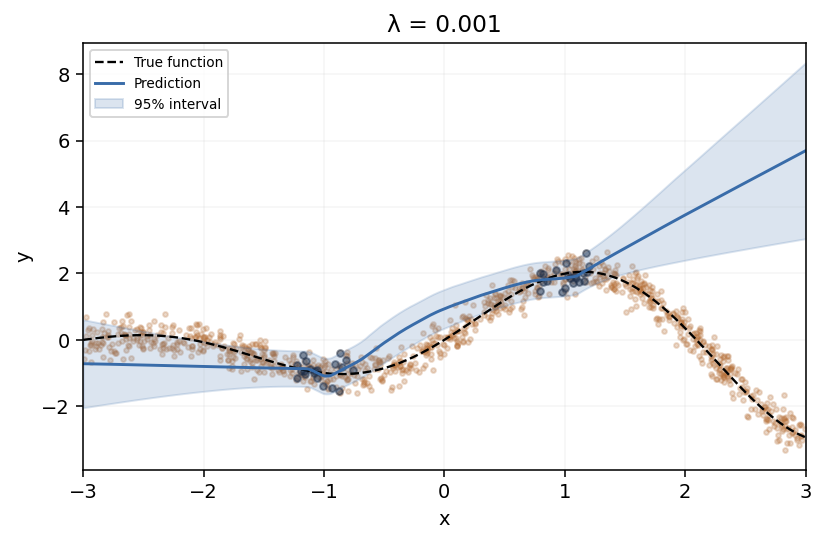 λ = 0.001
True function
Prediction
95% interval
y
8
6
4
2
0
−2
−3
−2
−1
0
1
2
3
x